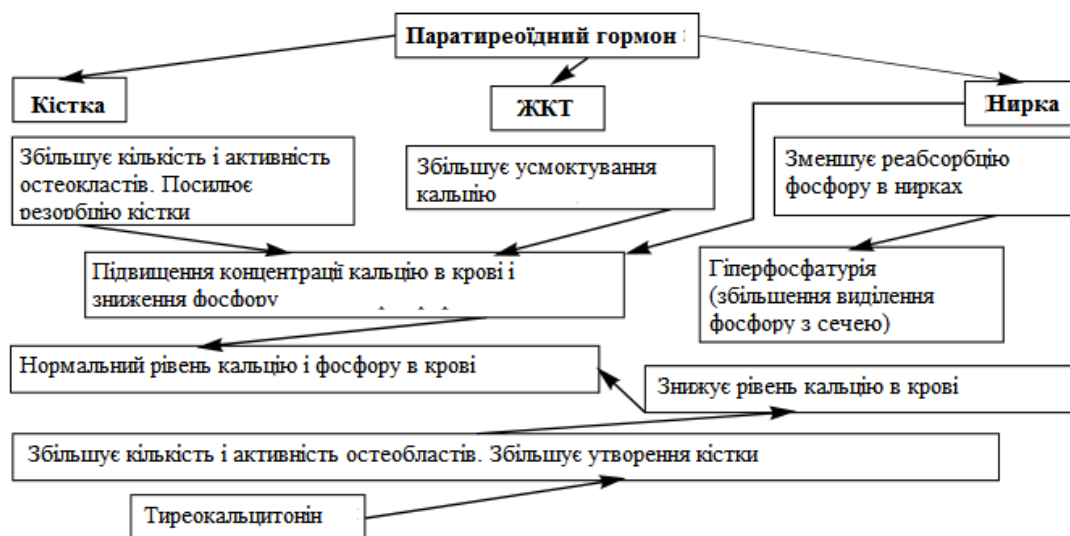 Паратиреоїдний гормон
Кістка
ЖКТ
Нирка
Збільшує кількість і активність
остеокластів. Посилює
резорбцію кістки
Збільшує усмоктування
кальцію
Зменшує реабсорбцію
фосфору в нирках
Підвищення концентрації кальцію в крові і
зниження фосфору
Гіперфосфатурія
(збільшення виділення
фосфору з сечею)
Нормальний рівень кальцію і фосфору в крові
Знижує рівень кальцію в крові
Збільшує кількість і активність остеобластів. Збільшує утворення кістки
Тиреокальцитонін